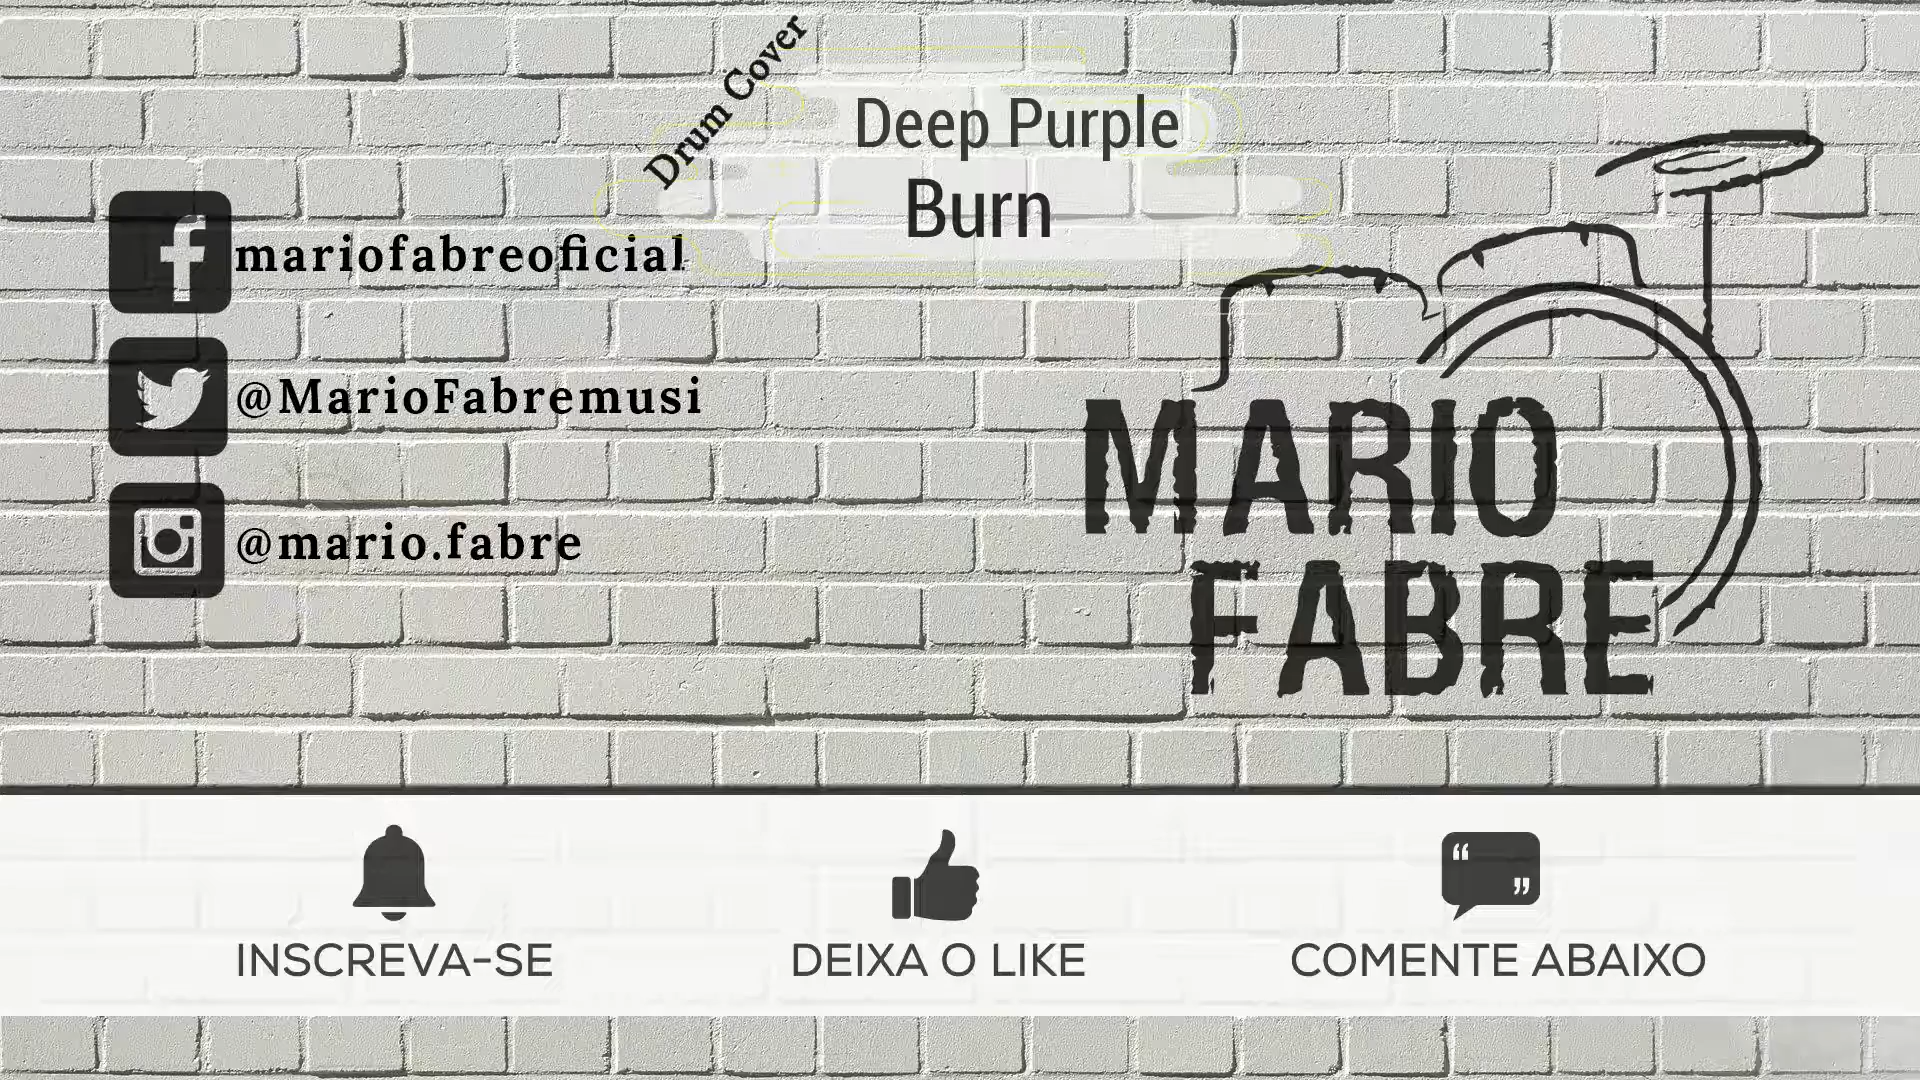 Drum Cover
Deep Purple
Burn
mariofabreoficial
@MarioFabremusi
@mario.fabre
MARIO
FABRE
INSCREVA-SE
DEIXA O LIKE
COMENTE ABAIXO